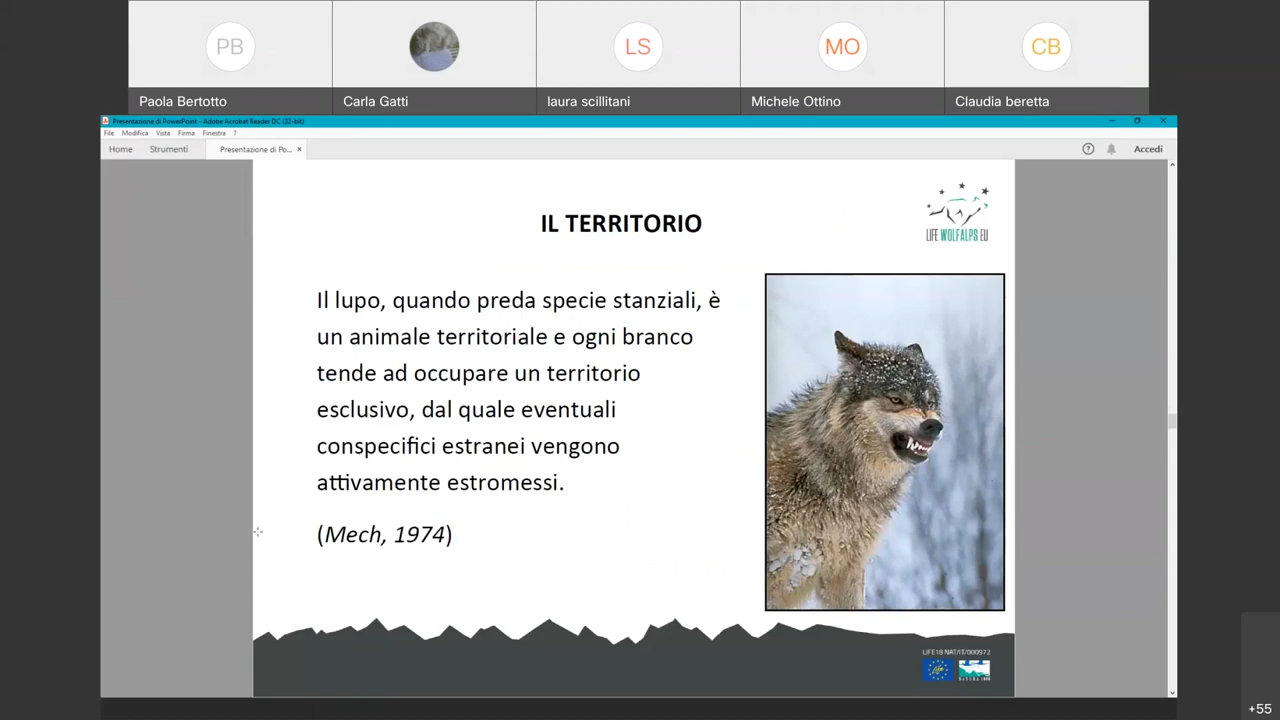 PB
LS
MO
CB
Paola Bertotto
Carla Gatti
laura scillitani
Michele Ottino
Claudia beretta
Presentazione di PowerPoint - Adobe Acrobat Reader DC (32-bit)
File Modifica Vista Firma Finestra ?
Home Strumenti Presentazione di Po... × Accedi
IL TERRITORIO
LIFE WOLFALPS EU
Il lupo, quando preda specie stanziali, è
un animale territoriale e ogni branco
tende ad occupare un territorio
esclusivo, dal quale eventuali
conspecifici estranei vengono
attivamente estromessi.
(Mech, 1974)
LIFE18 NAT/IT/000972
+55